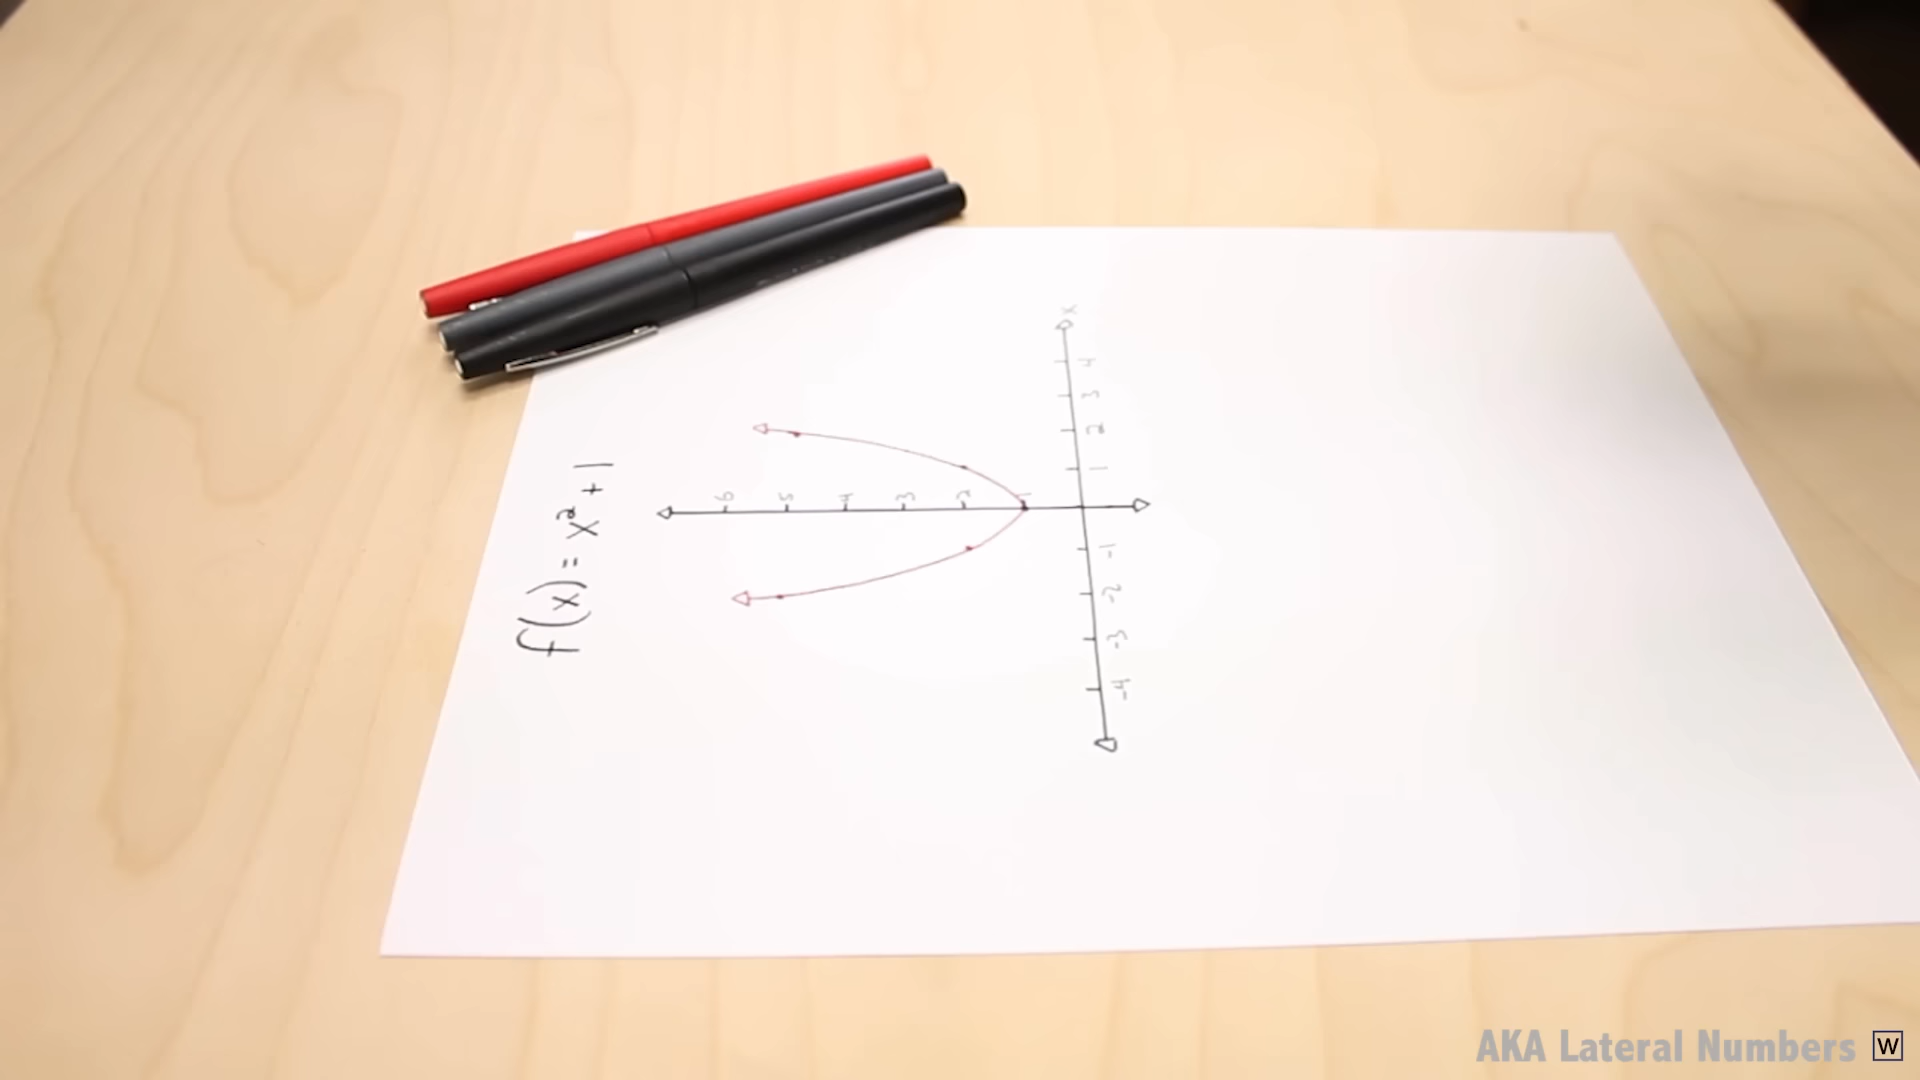 f(x) = x² + 1
6 5 4 3 2 1
x
4
3
2
1
-1
-2
-3
-4
AKA Lateral Numbers W